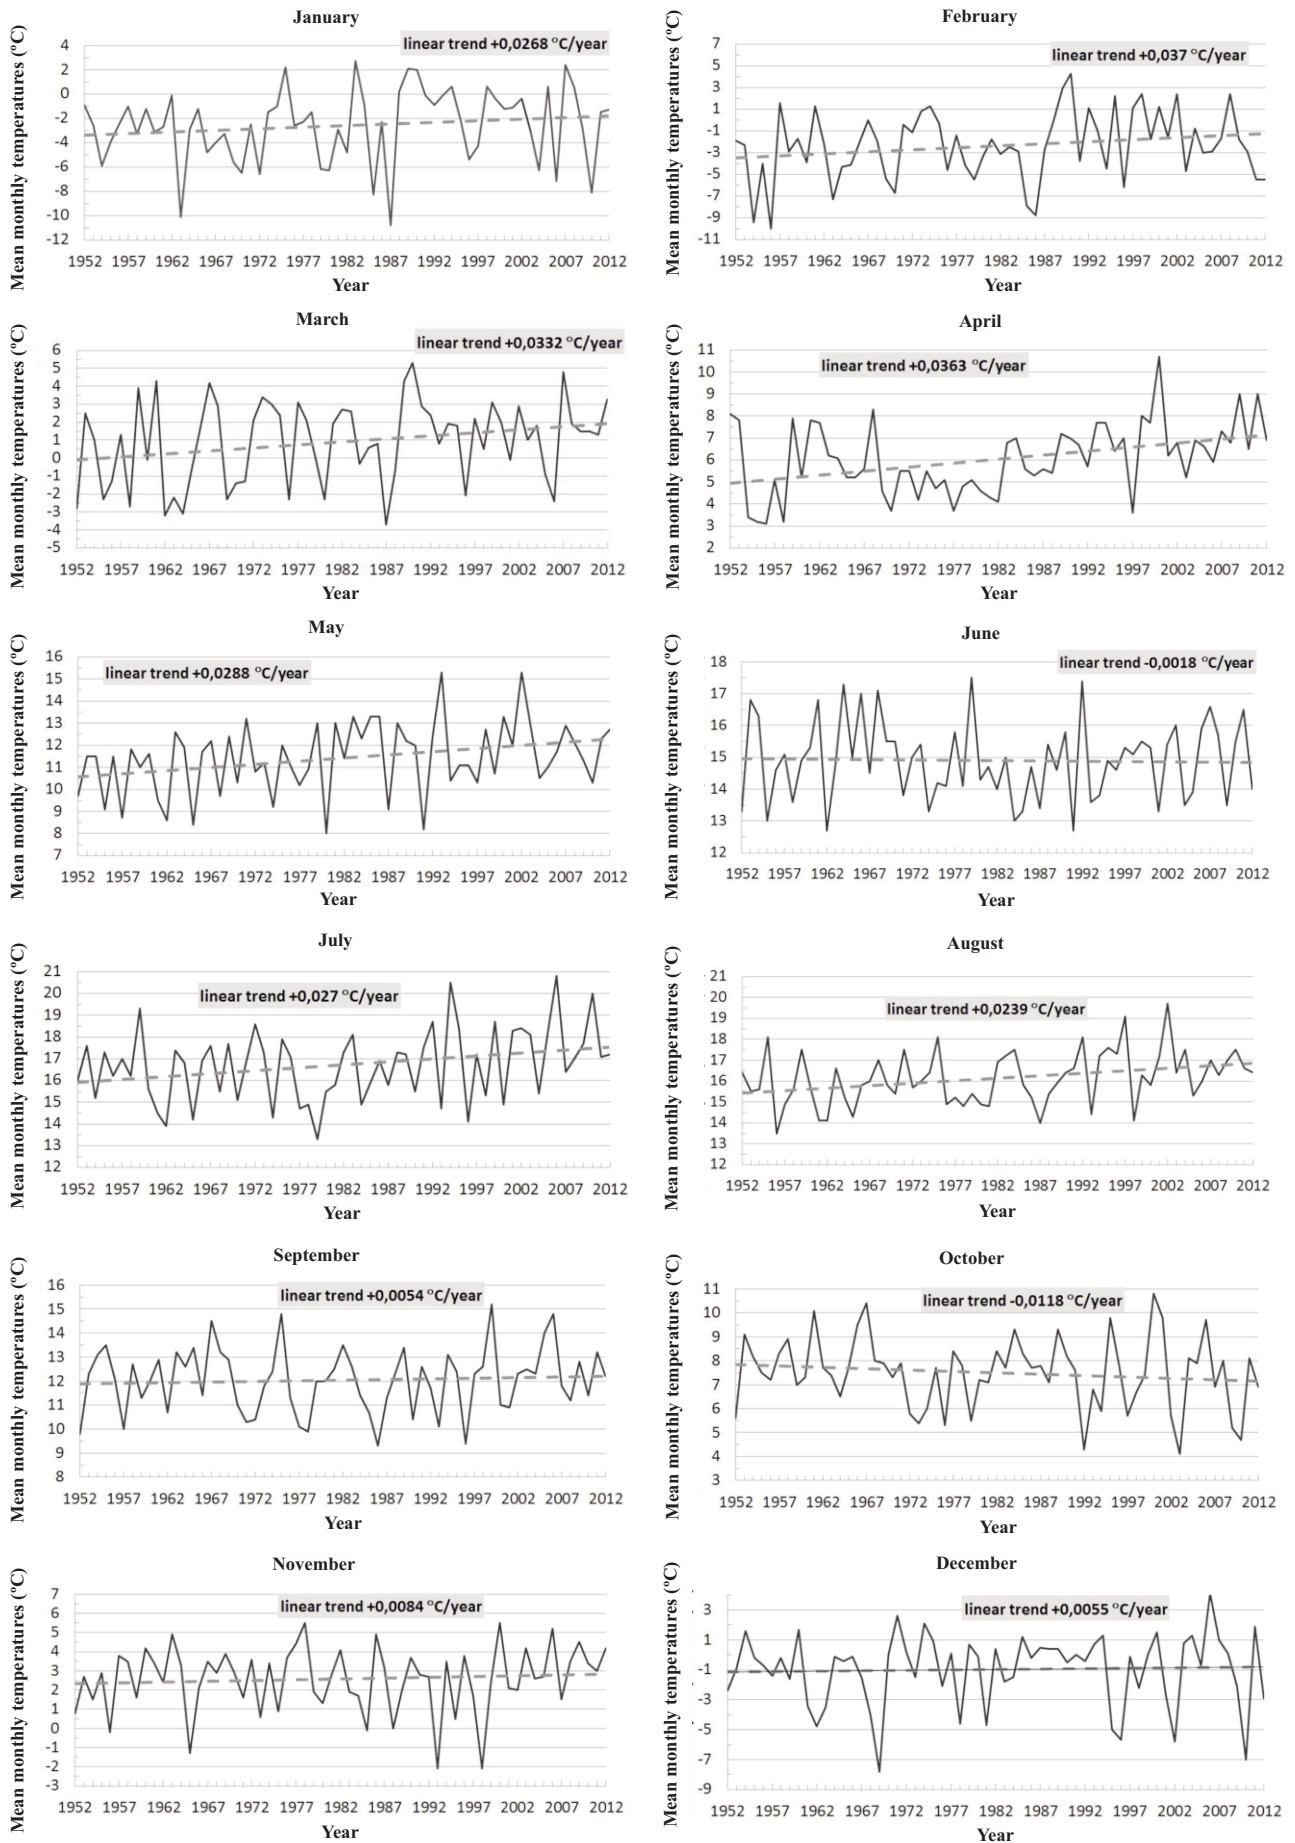 January
Mean monthly temperatures (ºC)
linear trend +0,0268 °C/year
4
2
0
-2
-4
-6
-8
-10
-12
1952 1957 1962 1967 1972 1977 1982 1987 1992 1997 2002 2007 2012
Year
February
Mean monthly temperatures (ºC)
linear trend +0,037 °C/year
7
5
3
1
-1
-3
-5
-7
-9
-11
1952 1957 1962 1967 1972 1977 1982 1987 1992 1997 2002 2007 2012
Year
March
Mean monthly temperatures (ºC)
linear trend +0,0332 °C/year
6
5
4
3
2
1
0
-1
-2
-3
-4
-5
1952 1957 1962 1967 1972 1977 1982 1987 1992 1997 2002 2007 2012
Year
April
Mean monthly temperatures (ºC)
linear trend +0,0363 °C/year
11
10
9
8
7
6
5
4
3
2
1952 1957 1962 1967 1972 1977 1982 1987 1992 1997 2002 2007 2012
Year
May
Mean monthly temperatures (ºC)
linear trend +0,0288 °C/year
16
15
14
13
12
11
10
9
8
7
1952 1957 1962 1967 1972 1977 1982 1987 1992 1997 2002 2007 2012
Year
June
Mean monthly temperatures (ºC)
linear trend -0,0018 °C/year
18
17
16
15
14
13
12
1952 1957 1962 1967 1972 1977 1982 1987 1992 1997 2002 2007 2012
Year
July
Mean monthly temperatures (ºC)
linear trend +0,027 °C/year
21
20
19
18
17
16
15
14
13
12
1952 1957 1962 1967 1972 1977 1982 1987 1992 1997 2002 2007 2012
Year
August
Mean monthly temperatures (ºC)
linear trend +0,0239 °C/year
21
20
19
18
17
16
15
14
13
12
1952 1957 1962 1967 1972 1977 1982 1987 1992 1997 2002 2007 2012
Year
September
Mean monthly temperatures (ºC)
linear trend +0,0054 °C/year
16
15
14
13
12
11
10
9
8
1952 1957 1962 1967 1972 1977 1982 1987 1992 1997 2002 2007 2012
Year
October
Mean monthly temperatures (ºC)
linear trend -0,0118 °C/year
11
10
9
8
7
6
5
4
3
1952 1957 1962 1967 1972 1977 1982 1987 1992 1997 2002 2007 2012
Year
November
Mean monthly temperatures (ºC)
linear trend +0,0084 °C/year
7
6
5
4
3
2
1
0
-1
-2
-3
1952 1957 1962 1967 1972 1977 1982 1987 1992 1997 2002 2007 2012
Year
December
Mean monthly temperatures (ºC)
linear trend +0,0055 °C/year
3
1
-1
-3
-5
-7
-9
1952 1957 1962 1967 1972 1977 1982 1987 1992 1997 2002 2007 2012
Year